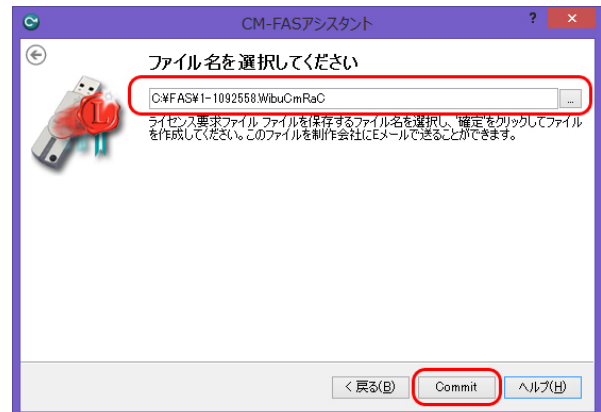 CM-FASアシスタント
?
×
ファイル名を選択してください
C:¥FAS¥1-1092558.WibuCmRaC
...
ライセンス要求ファイル ファイルを保存するファイル名を選択し、'確定'をクリックしてファイル
を作成してください。このファイルを制作会社にEメールで送ることができます。
L
< 戻る(B)
Commit
ヘルプ(H)